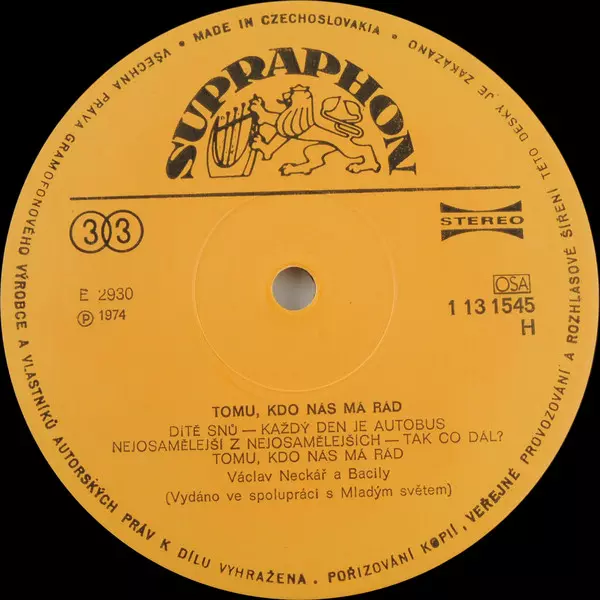 VŠECHNA PRÁVA GRAMOFONOVÉHO VÝROBCE A VLASTNÍKŮ AUTORSKÝCH PRÁV K DÍLU VYHRAŽENA . POŘIZOVÁNÍ KOPIÍ, VEŘEJNÉ PROVOZOVÁNÍ A ROZHLASOVÉ ŠÍŘENÍ TÉTO DESKY JE ZAKÁZÁNO
• MADE IN CZECHOSLOVAKIA •
SUPRAPHON
33
STEREO
E 2930
℗ 1974
OSA
1 13 1545
H
TOMU, KDO NÁS MÁ RÁD
DÍTĚ SNŮ — KAŽDÝ DEN JE AUTOBUS
NEJOSAMĚLEJŠÍ Z NEJOSAMĚLEJŠÍCH — TAK CO DÁL?
TOMU, KDO NÁS MÁ RÁD
Václav Neckář a Bacily
(Vydáno ve spolupráci s Mladým světem)